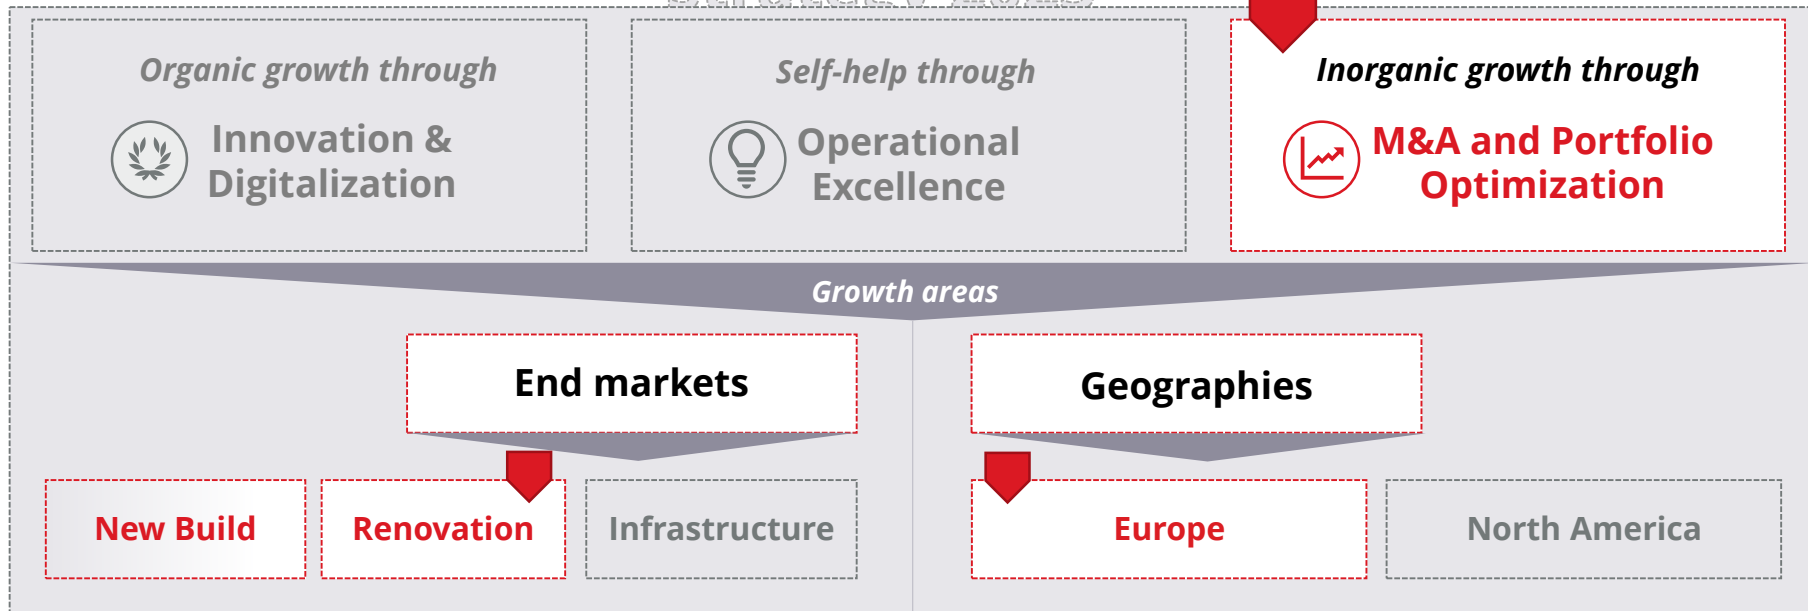 Organic growth through
Innovation &
Digitalization
Self-help through
Operational
Excellence
Inorganic growth through
M&A and Portfolio
Optimization
Growth areas
End markets
Geographies
New Build
Renovation
Infrastructure
Europe
North America